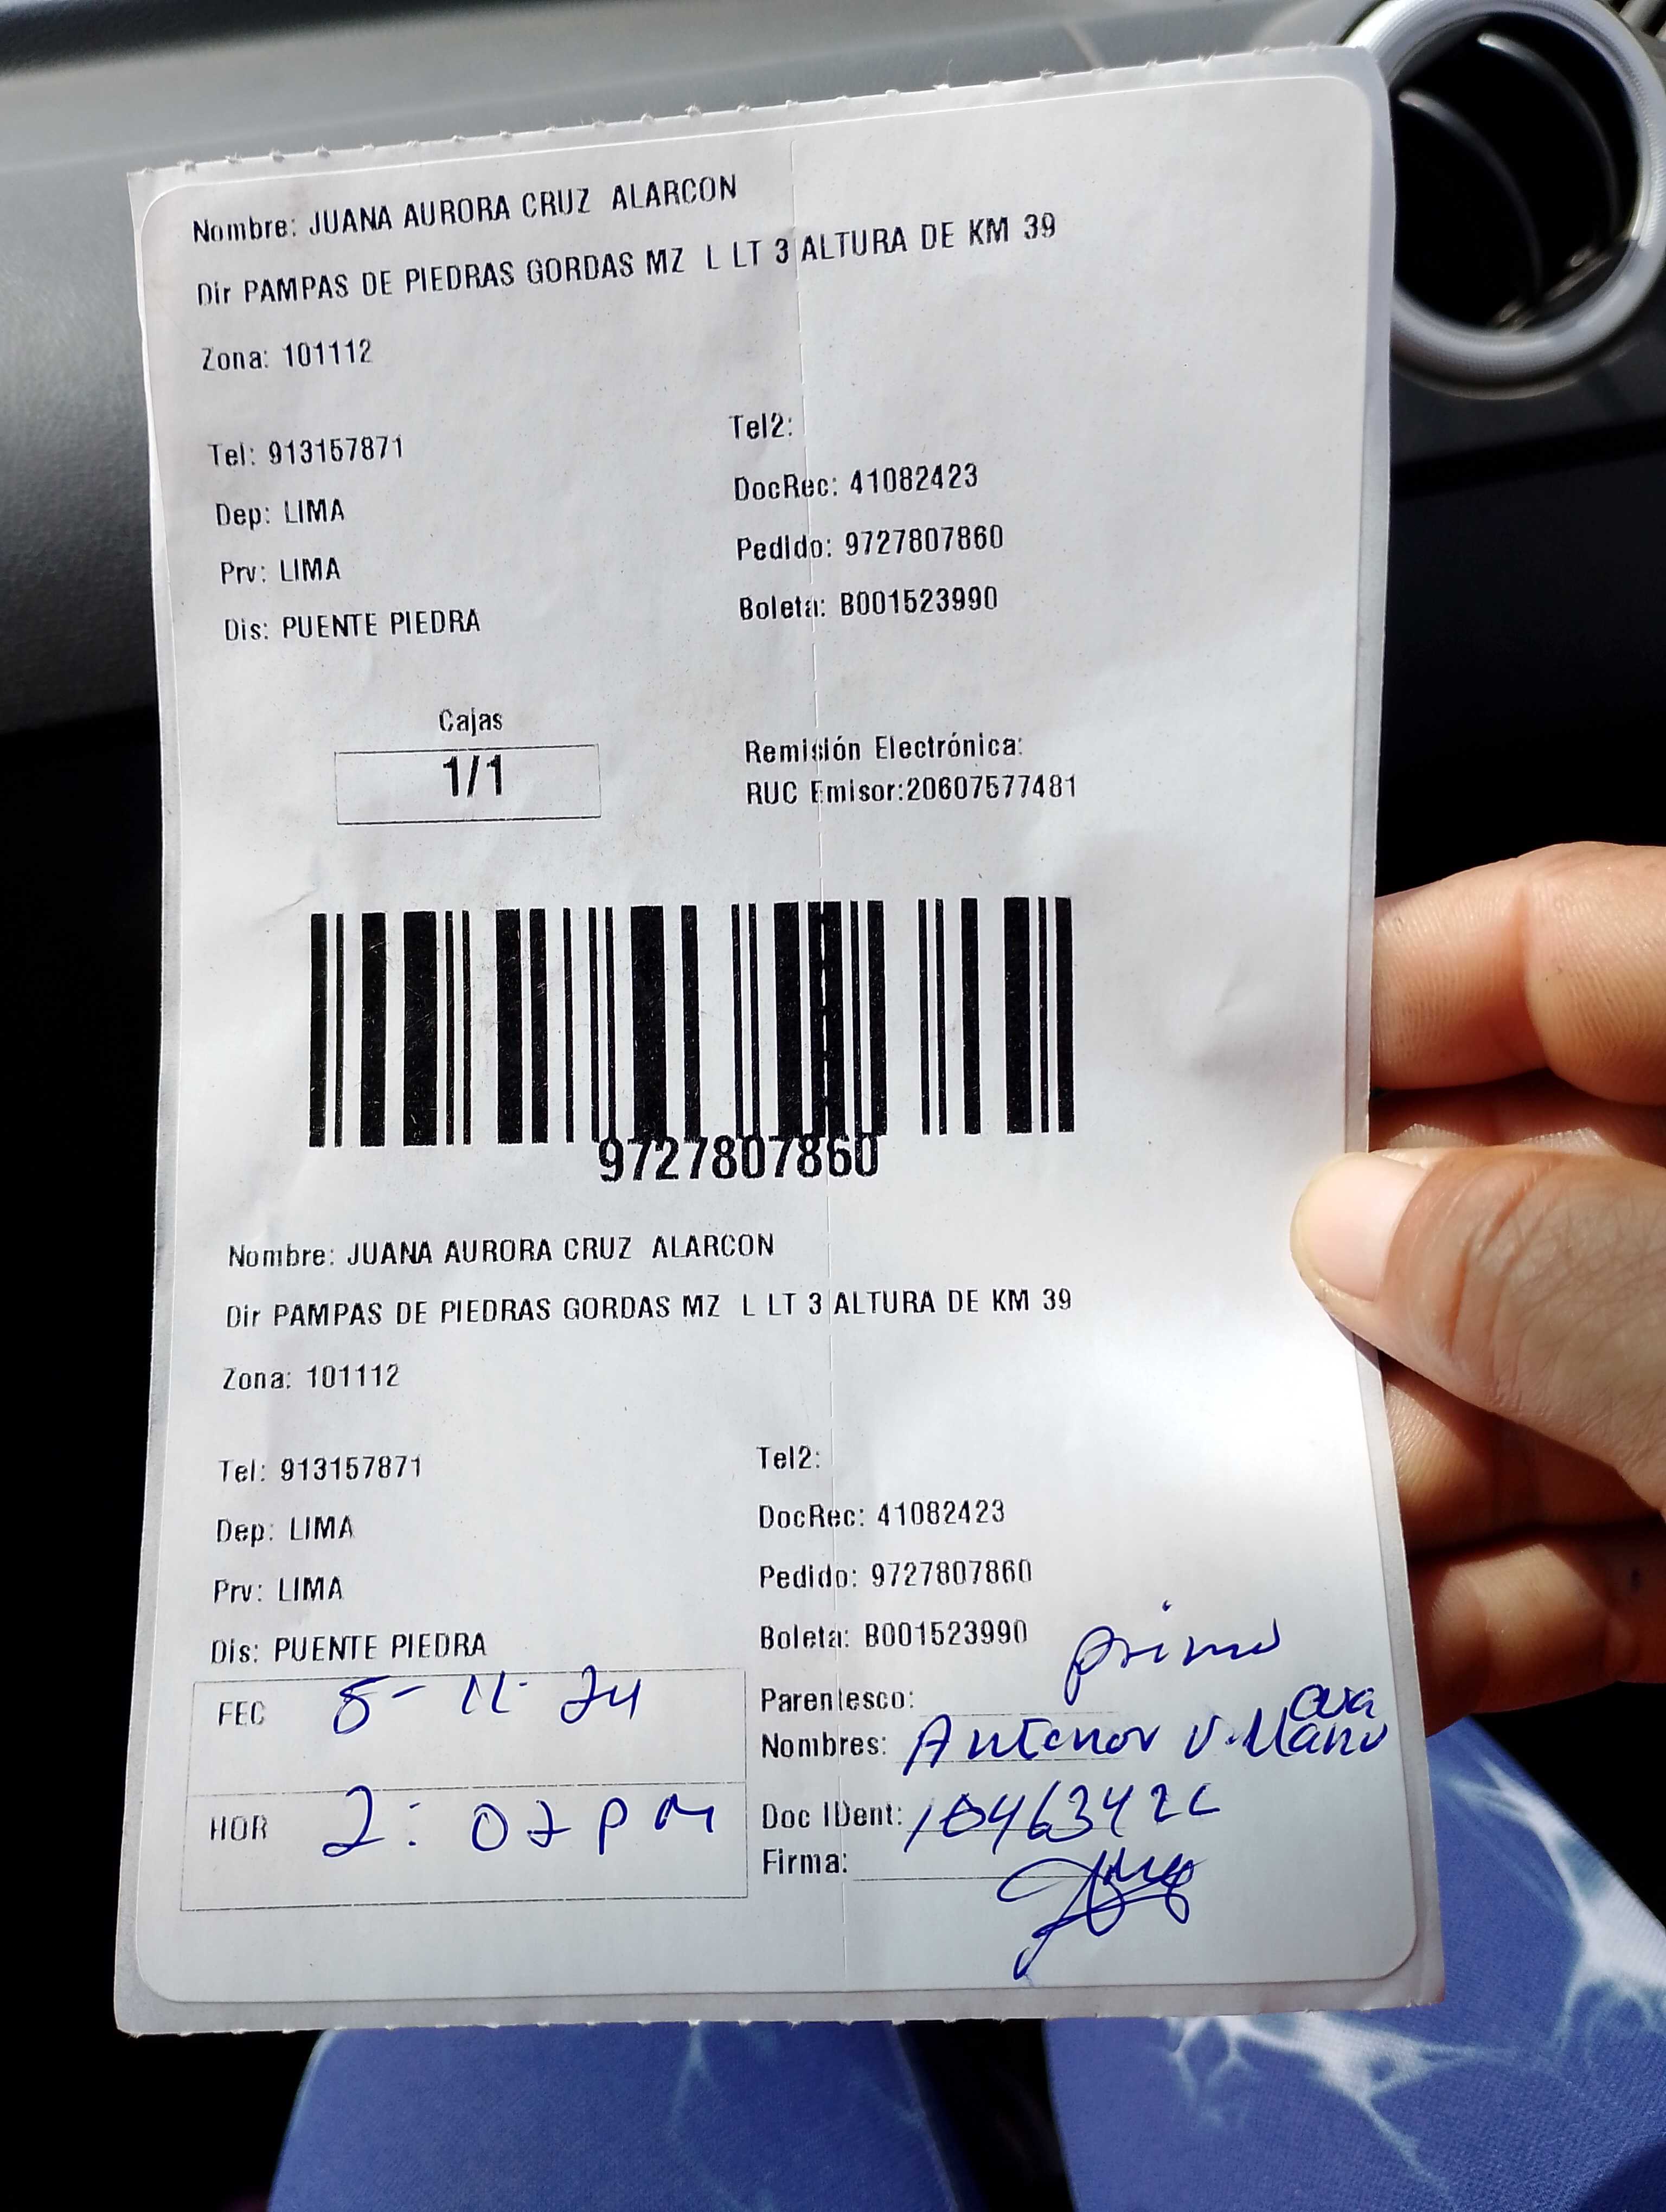 Nombre: JUANA AURORA CRUZ ALARCON
Dir PAMPAS DE PIEDRAS GORDAS MZ L LT 3 ALTURA DE KM 39
Zona: 101112
Tel: 913157871
Tel2:
Dep: LIMA
DocRec: 41082423
Prv: LIMA
Pedido: 9727807860
Dis: PUENTE PIEDRA
Boleta: B001523990
Cajas
1/1
Remisión Electrónica:
RUC Emisor:20607577481
9727807860
Nombre: JUANA AURORA CRUZ ALARCON
Dir PAMPAS DE PIEDRAS GORDAS MZ L LT 3 ALTURA DE KM 39
Zona: 101112
Tel: 913157871
Tel2:
Dep: LIMA
DocRec: 41082423
Prv: LIMA
Pedido: 9727807860
Dis: PUENTE PIEDRA
Boleta: B001523990
FEC 8-11-24
Parentesco: primo
Nombres: Antenor
HOR 2:07 PM
Doc IDent:
Firma: